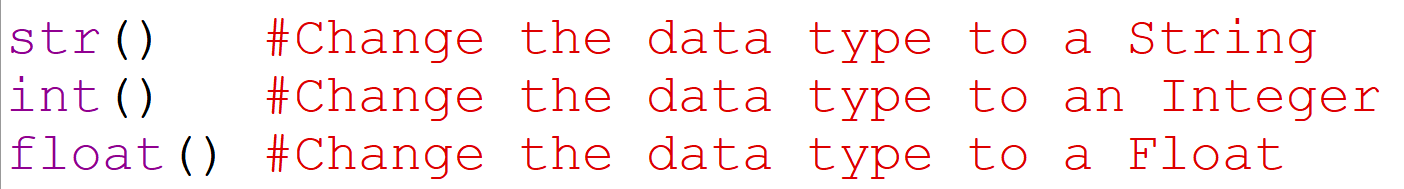 str()   #Change the data type to a String
int()   #Change the data type to an Integer
float() #Change the data type to a Float